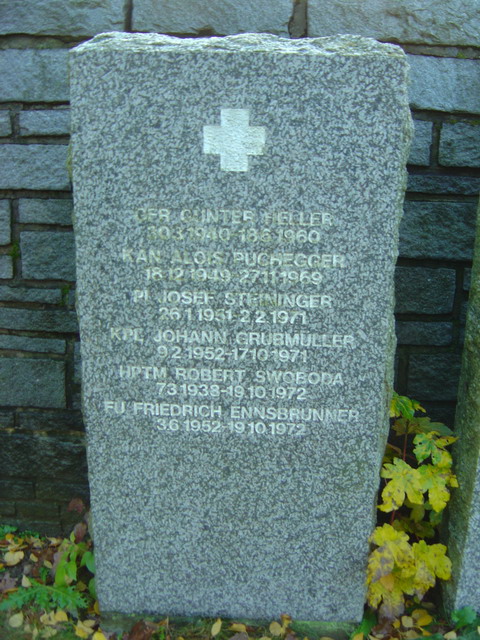 GFR GÜNTER HELLER
30.3.1940-18.5.1960
KAN ALOIS PUCHEGGER
18.12.1949-27.11.1969
PI JOSEF STEININGER
26.1.1951-2.2.1971
KPL JOHANN GRUBMÜLLER
9.2.1952-17.10.1971
HPTM ROBERT SWOBODA
7.3.1938-19.10.1972
FU FRIEDRICH ENNSBRUNNER
3.6.1952-19.10.1972